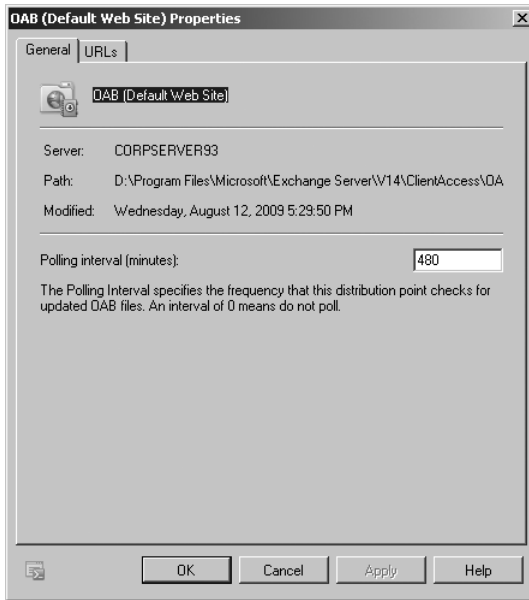 OAB (Default Web Site) Properties
General
URLs
OAB (Default Web Site)
Server: CORPSERVER93
Path: D:\Program Files\Microsoft\Exchange Server\V14\ClientAccess\OA
Modified: Wednesday, August 12, 2009 5:29:50 PM
Polling interval (minutes): 480
The Polling Interval specifies the frequency that this distribution point checks for
updated OAB files. An interval of 0 means do not poll.
OK Cancel Apply Help